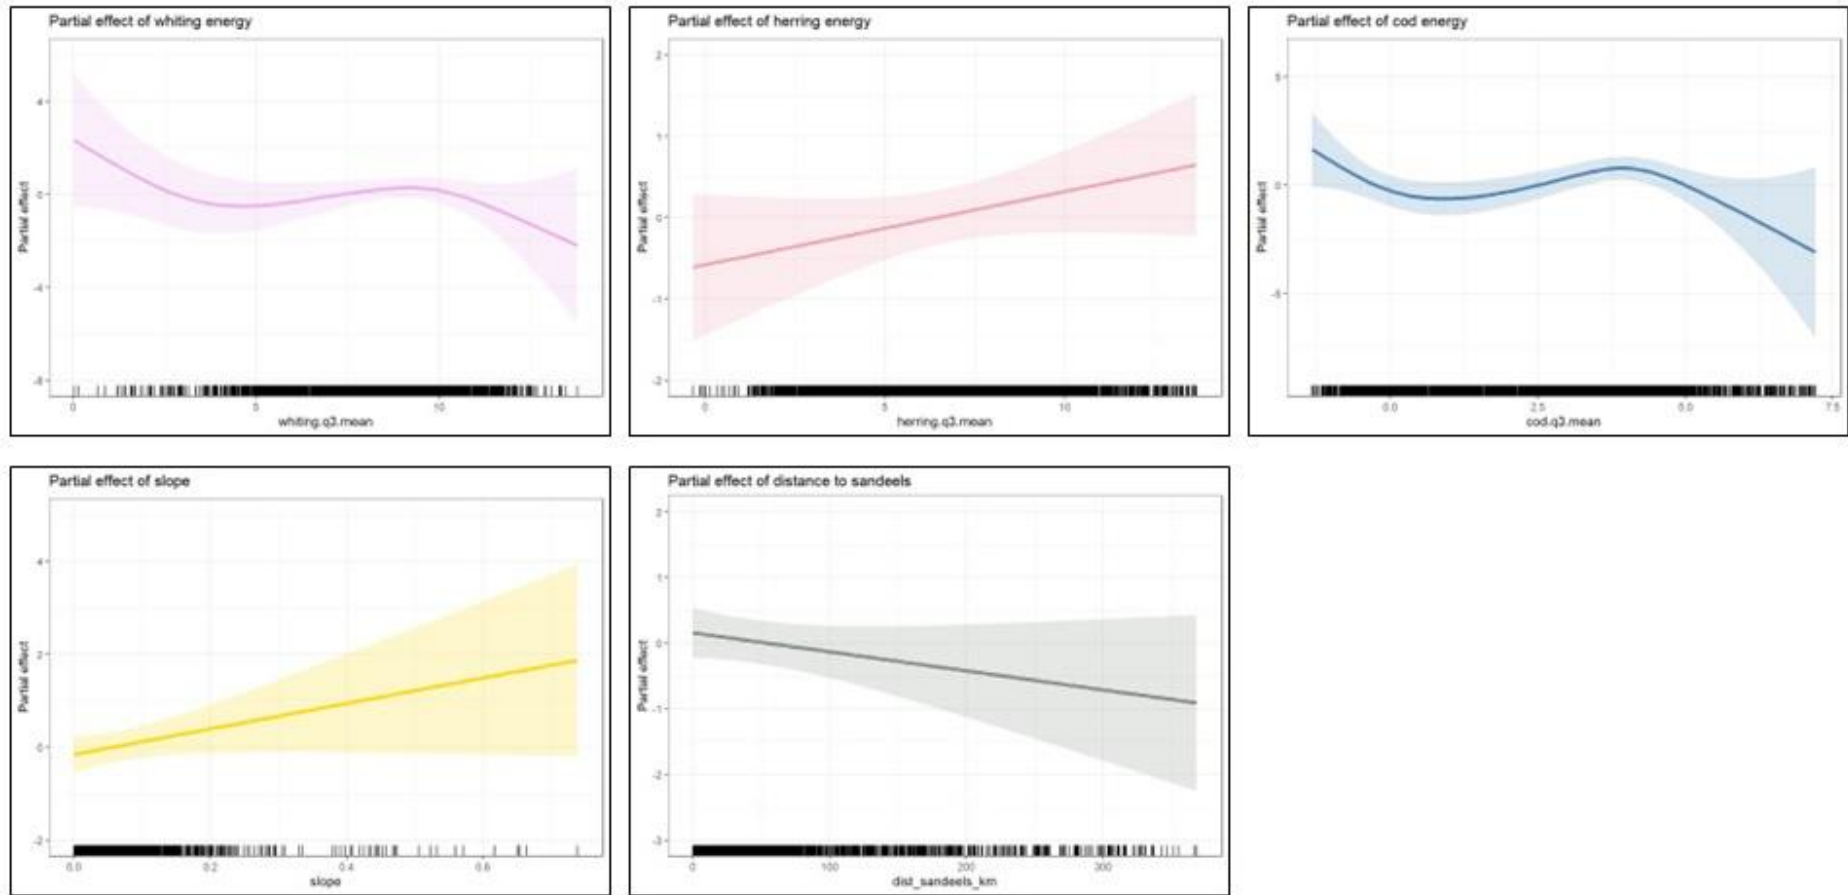 Partial effect of whiting energy
Partial effect
4
0
-4
-8
0 5 10
whiting.q3.mean
Partial effect of herring energy
Partial effect
2
1
0
-1
-2
0 5 10
herring.q3.mean
Partial effect of cod energy
Partial effect
5
0
-5
0.0 2.5 5.0 7.5
cod.q3.mean
Partial effect of slope
Partial effect
4
2
0
-2
0.0 0.2 0.4 0.6
slope
Partial effect of distance to sandeels
Partial effect
2
1
0
-1
-2
-3
0 100 200 300
dist_sandeels_km